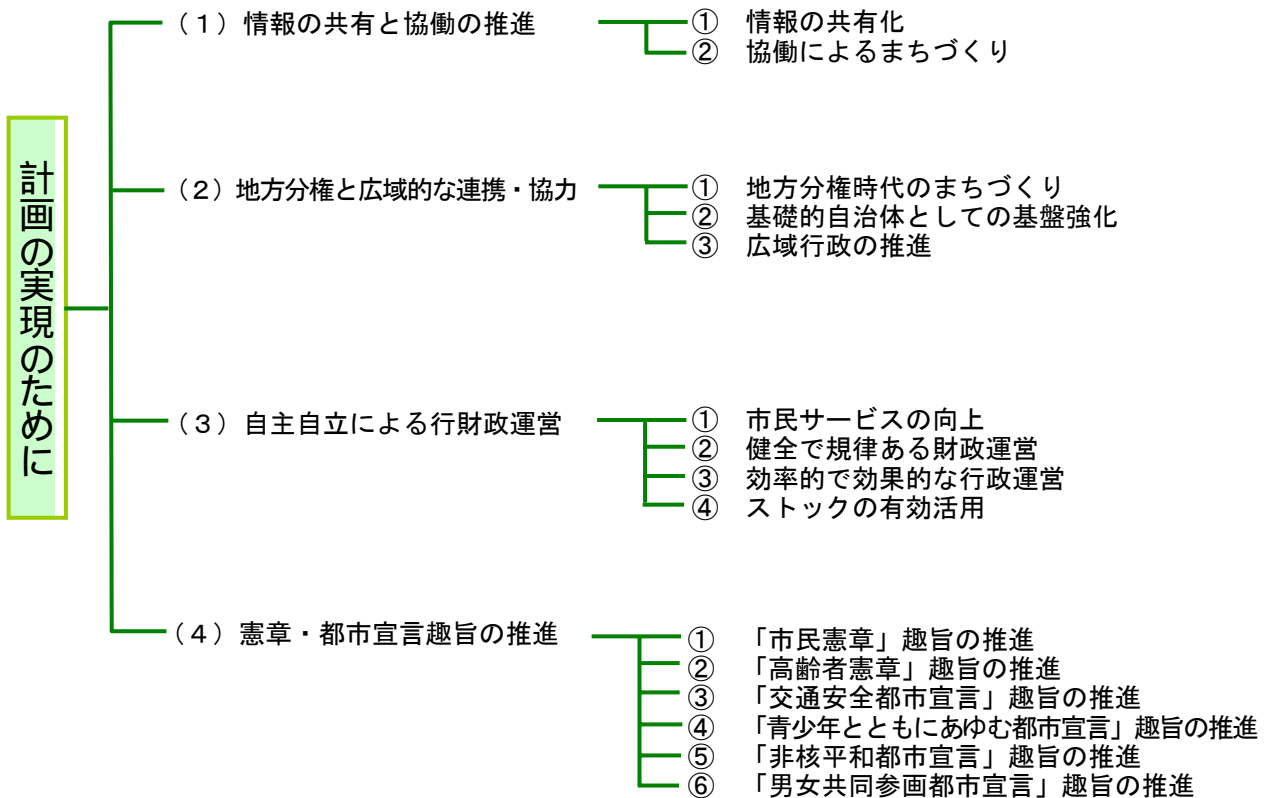 計画の実現のために
（１）情報の共有と協働の推進
① 情報の共有化
② 協働によるまちづくり
（２）地方分権と広域的な連携・協力
① 地方分権時代のまちづくり
② 基礎的自治体としての基盤強化
③ 広域行政の推進
（３）自主自立による行財政運営
① 市民サービスの向上
② 健全で規律ある財政運営
③ 効率的で効果的な行政運営
④ ストックの有効活用
（４）憲章・都市宣言趣旨の推進
① 「市民憲章」趣旨の推進
② 「高齢者憲章」趣旨の推進
③ 「交通安全都市宣言」趣旨の推進
④ 「青少年とともにあゆむ都市宣言」趣旨の推進
⑤ 「非核平和都市宣言」趣旨の推進
⑥ 「男女共同参画都市宣言」趣旨の推進